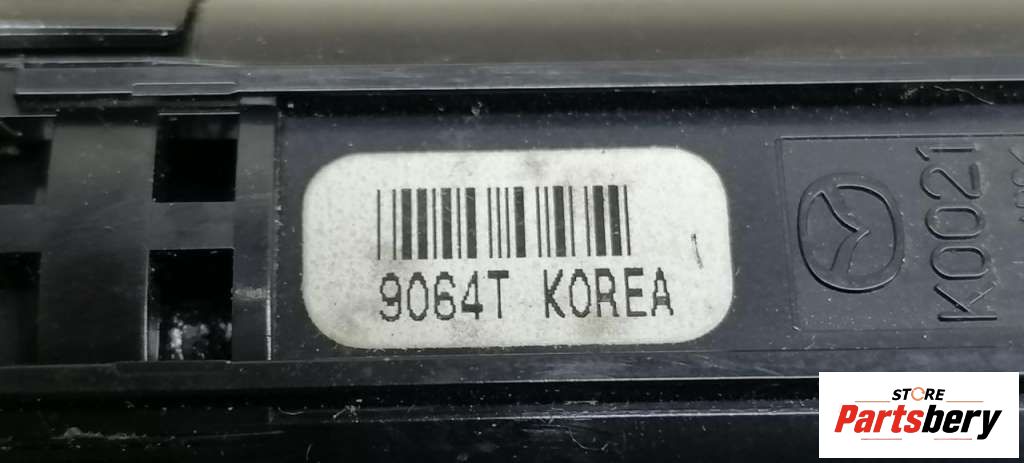 9064T KOREA
K0021
STORE
Partsbery